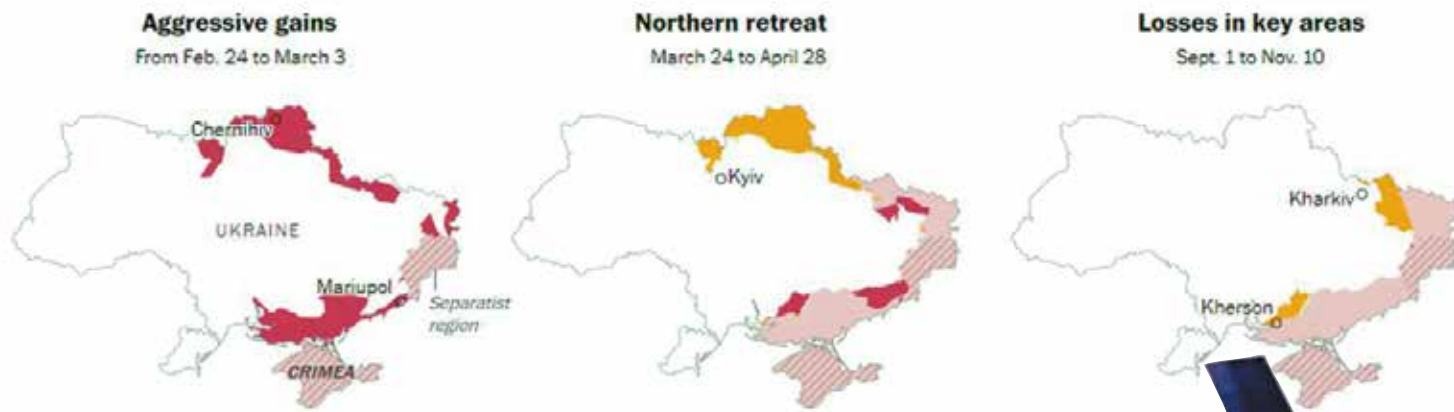 Aggressive gains
From Feb. 24 to March 3
Chernihiv
UKRAINE
Mariupol
Separatist
region
CRIMEA
Northern retreat
March 24 to April 28
Kyiv
Losses in key areas
Sept. 1 to Nov. 10
Kharkiv
Kherson